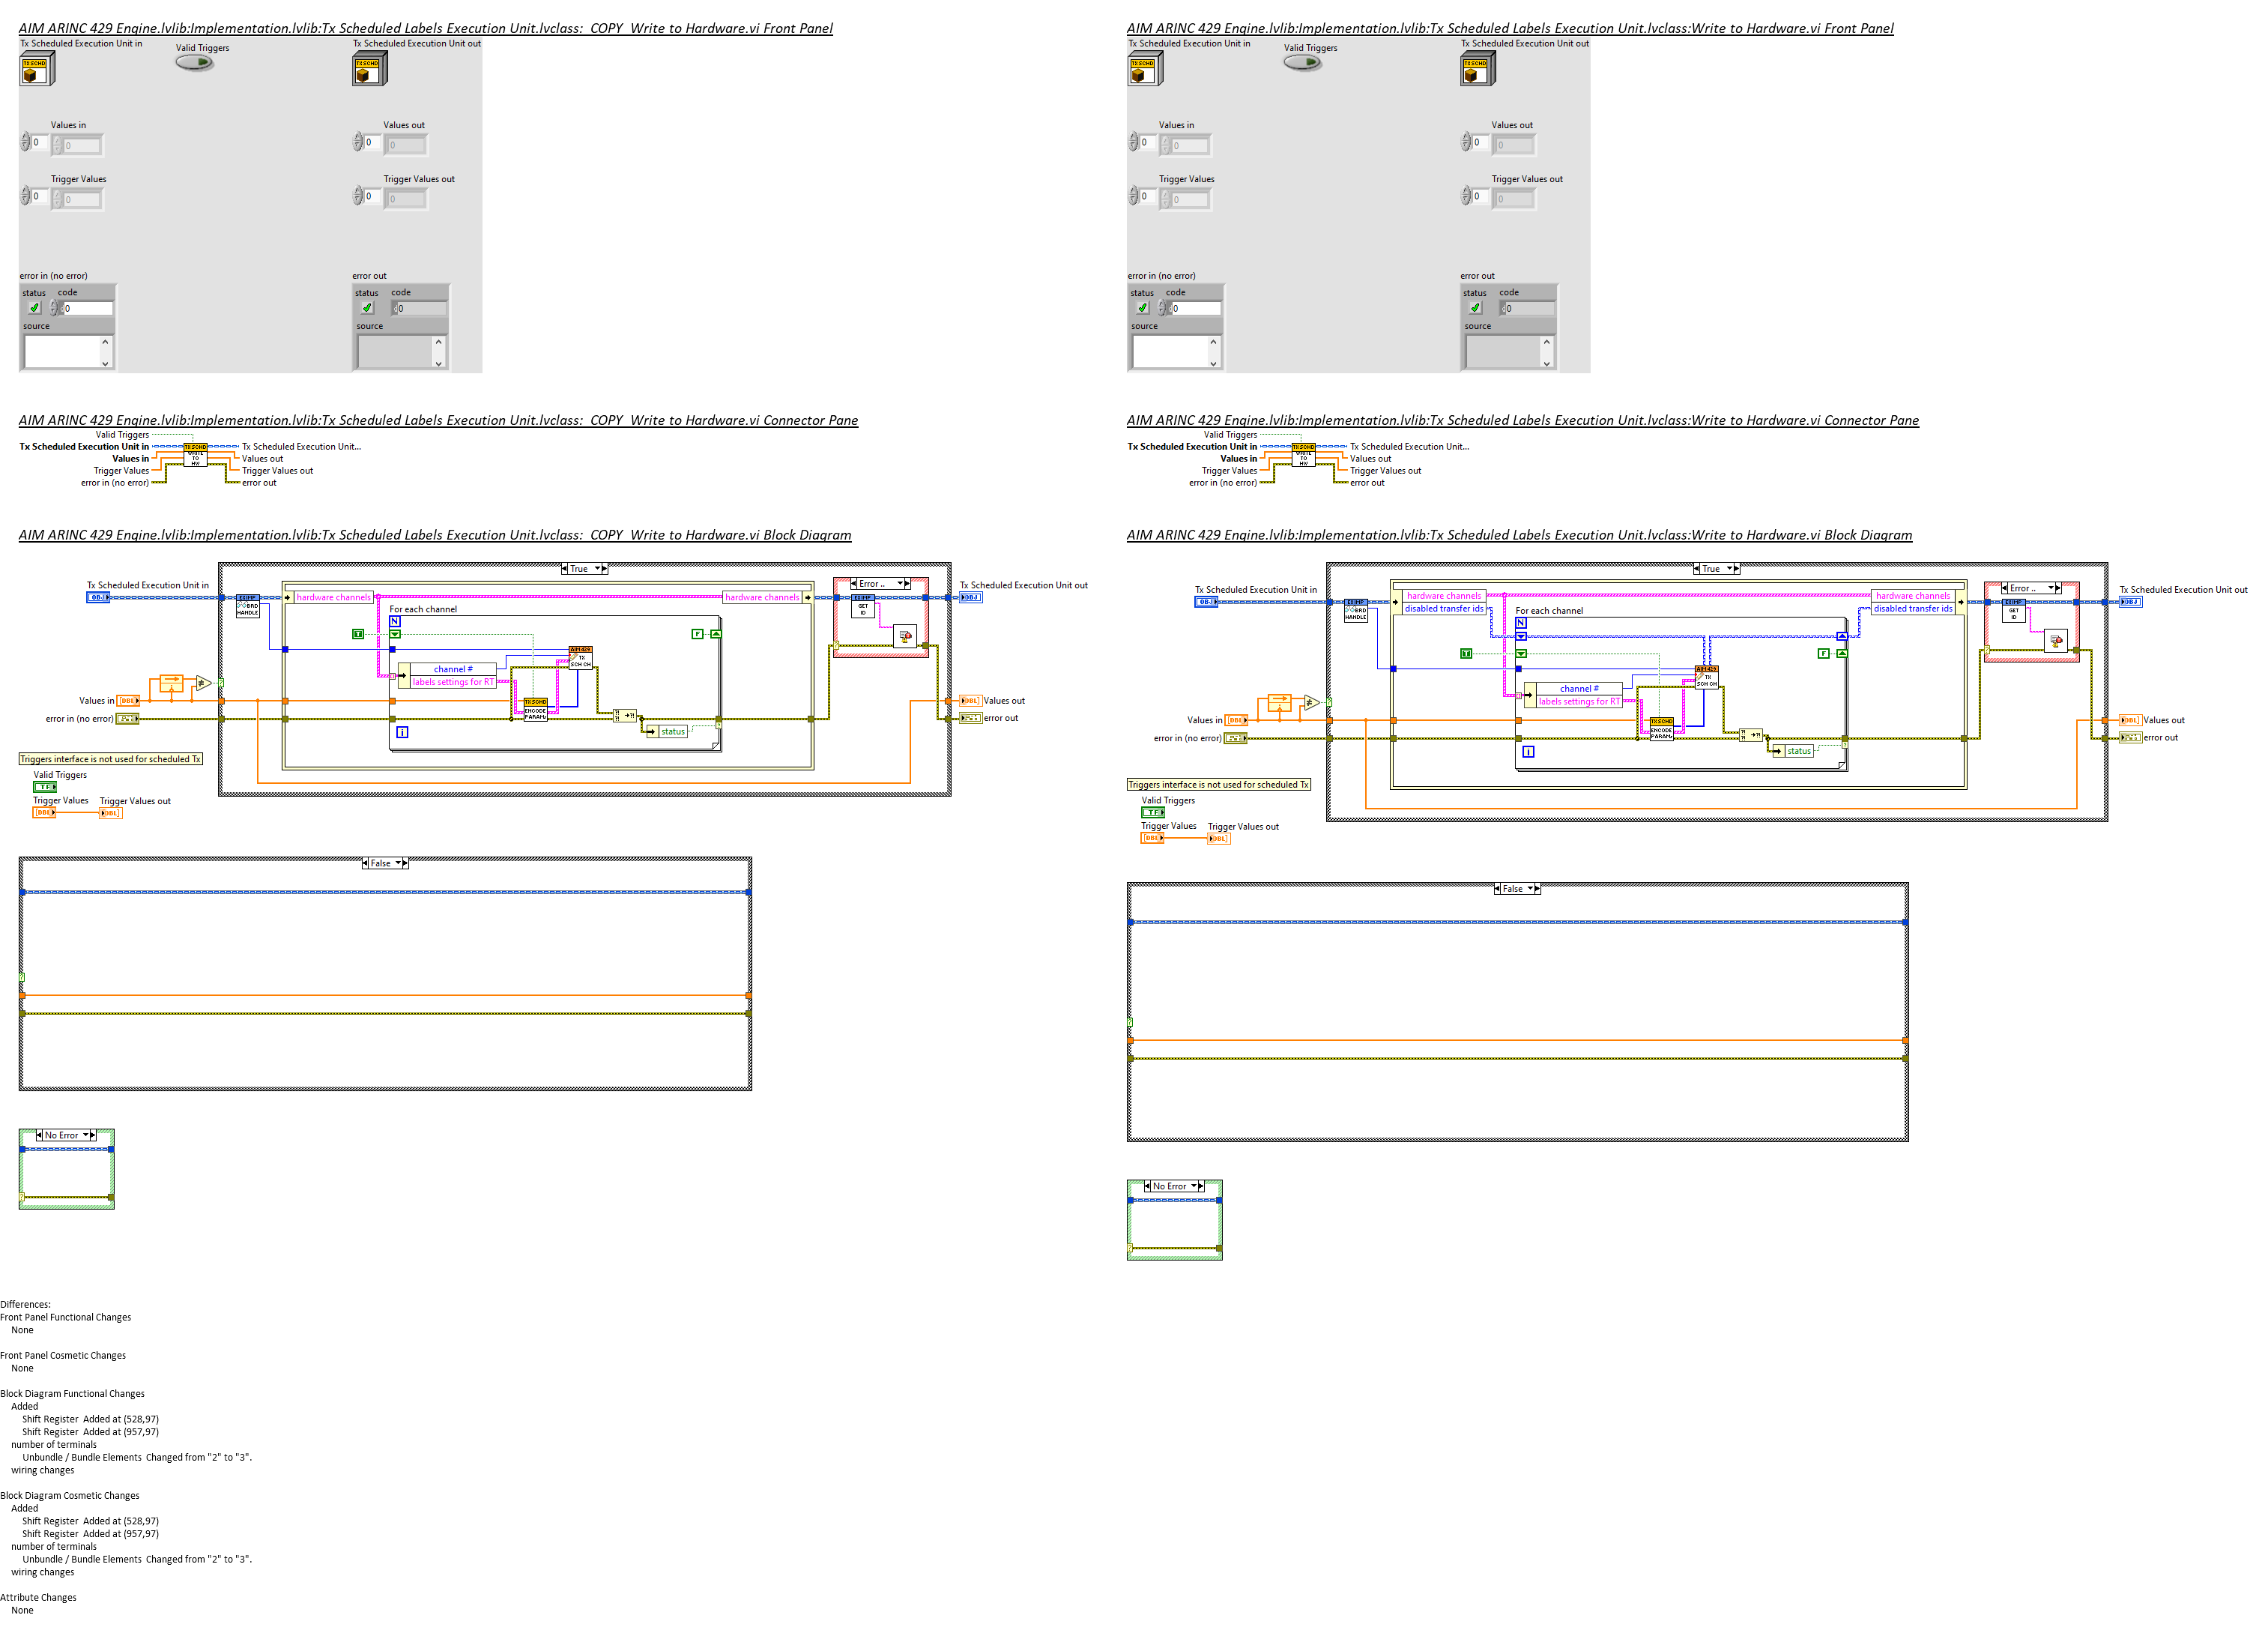 AIM ARINC 429 Engine.lvlib:Implementation.lvlib:Tx Scheduled Labels Execution Unit.lvclass:_COPY_Write to Hardware.vi Front Panel
Tx Scheduled Execution Unit in
Valid Triggers
Tx Scheduled Execution Unit out
TXSCHD
TXSCHD
Values in
Values out
0
0
0
0
Trigger Values
Trigger Values out
0
0
0
0
error in (no error)
error out
status code
status code
0
0
source
source
AIM ARINC 429 Engine.lvlib:Implementation.lvlib:Tx Scheduled Labels Execution Unit.lvclass:Write to Hardware.vi Front Panel
Tx Scheduled Execution Unit in
Valid Triggers
Tx Scheduled Execution Unit out
TXSCHD
TXSCHD
Values in
Values out
0
0
0
0
Trigger Values
Trigger Values out
0
0
0
0
error in (no error)
error out
status code
status code
0
0
source
source
AIM ARINC 429 Engine.lvlib:Implementation.lvlib:Tx Scheduled Labels Execution Unit.lvclass:_COPY_Write to Hardware.vi Connector Pane
Valid Triggers
Tx Scheduled Execution Unit in
Tx Scheduled Execution Unit...
Values in
Values out
Trigger Values
Trigger Values out
error in (no error)
error out
TXSCHD
TO
HW
AIM ARINC 429 Engine.lvlib:Implementation.lvlib:Tx Scheduled Labels Execution Unit.lvclass:Write to Hardware.vi Connector Pane
Valid Triggers
Tx Scheduled Execution Unit in
Tx Scheduled Execution Unit...
Values in
Values out
Trigger Values
Trigger Values out
error in (no error)
error out
TXSCHD
TO
HW
AIM ARINC 429 Engine.lvlib:Implementation.lvlib:Tx Scheduled Labels Execution Unit.lvclass:_COPY_Write to Hardware.vi Block Diagram
True
Tx Scheduled Execution Unit in
OBJ
BRD
HANDLE
hardware channels
hardware channels
Error ..
GET
ID
Tx Scheduled Execution Unit out
OBJ
For each channel
N
T
F
channel #
labels settings for RT
AIM429
TX
SCH CH
TXSCHD
ENCODE
PARAMs
Values in
DBL
error in (no error)
status
i
Values out
DBL
error out
Triggers interface is not used for scheduled Tx
Valid Triggers
TF
Trigger Values
Trigger Values out
DBL
DBL
False
No Error
AIM ARINC 429 Engine.lvlib:Implementation.lvlib:Tx Scheduled Labels Execution Unit.lvclass:Write to Hardware.vi Block Diagram
True
Tx Scheduled Execution Unit in
OBJ
BRD
HANDLE
hardware channels
disabled transfer ids
hardware channels
disabled transfer ids
Error ..
GET
ID
Tx Scheduled Execution Unit out
OBJ
For each channel
N
T
F
channel #
labels settings for RT
AIM429
TX
SCH CH
TXSCHD
ENCODE
PARAMs
Values in
DBL
error in (no error)
status
i
Values out
DBL
error out
Triggers interface is not used for scheduled Tx
Valid Triggers
TF
Trigger Values
Trigger Values out
DBL
DBL
False
No Error
Differences:
Front Panel Functional Changes
None
Front Panel Cosmetic Changes
None
Block Diagram Functional Changes
Added
Shift Register Added at (528,97)
Shift Register Added at (957,97)
number of terminals
Unbundle / Bundle Elements Changed from "2" to "3".
wiring changes
Block Diagram Cosmetic Changes
Added
Shift Register Added at (528,97)
Shift Register Added at (957,97)
number of terminals
Unbundle / Bundle Elements Changed from "2" to "3".
wiring changes
Attribute Changes
None